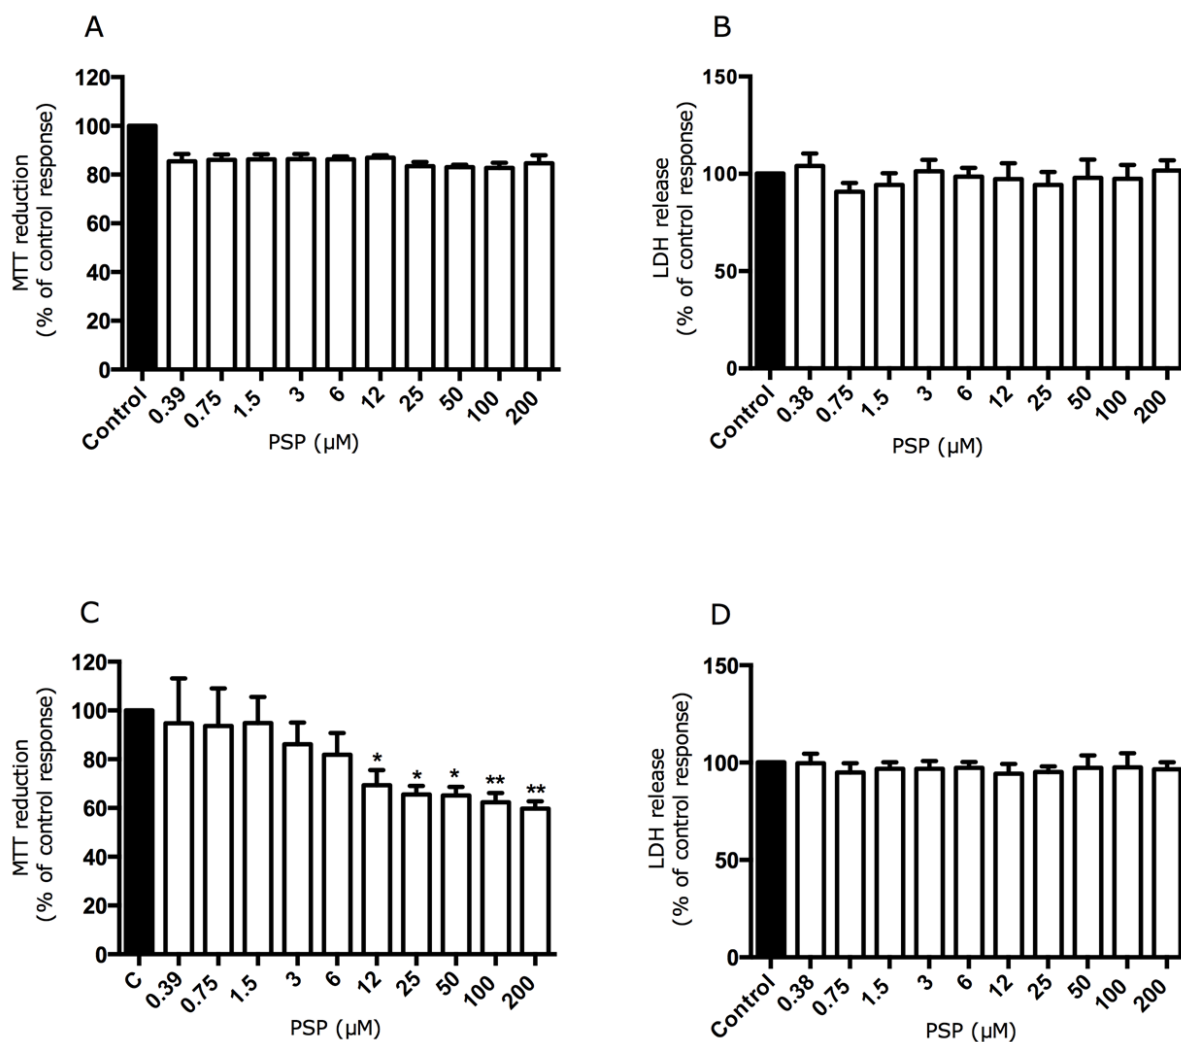 A
MTT reduction
(% of control response)
120
100
80
60
40
20
0
Control 0.39 0.75 1.5 3 6 12 25 50 100 200
PSP (µM)
B
LDH release
(% of control response)
150
100
50
0
Control 0.38 0.75 1.5 3 6 12 25 50 100 200
PSP (µM)
C
MTT reduction
(% of control response)
120
100
80
60
40
20
0
* * * ** **
C 0.39 0.75 1.5 3 6 12 25 50 100 200
PSP (µM)
D
LDH release
(% of control response)
150
100
50
0
Control 0.38 0.75 1.5 3 6 12 25 50 100 200
PSP (µM)